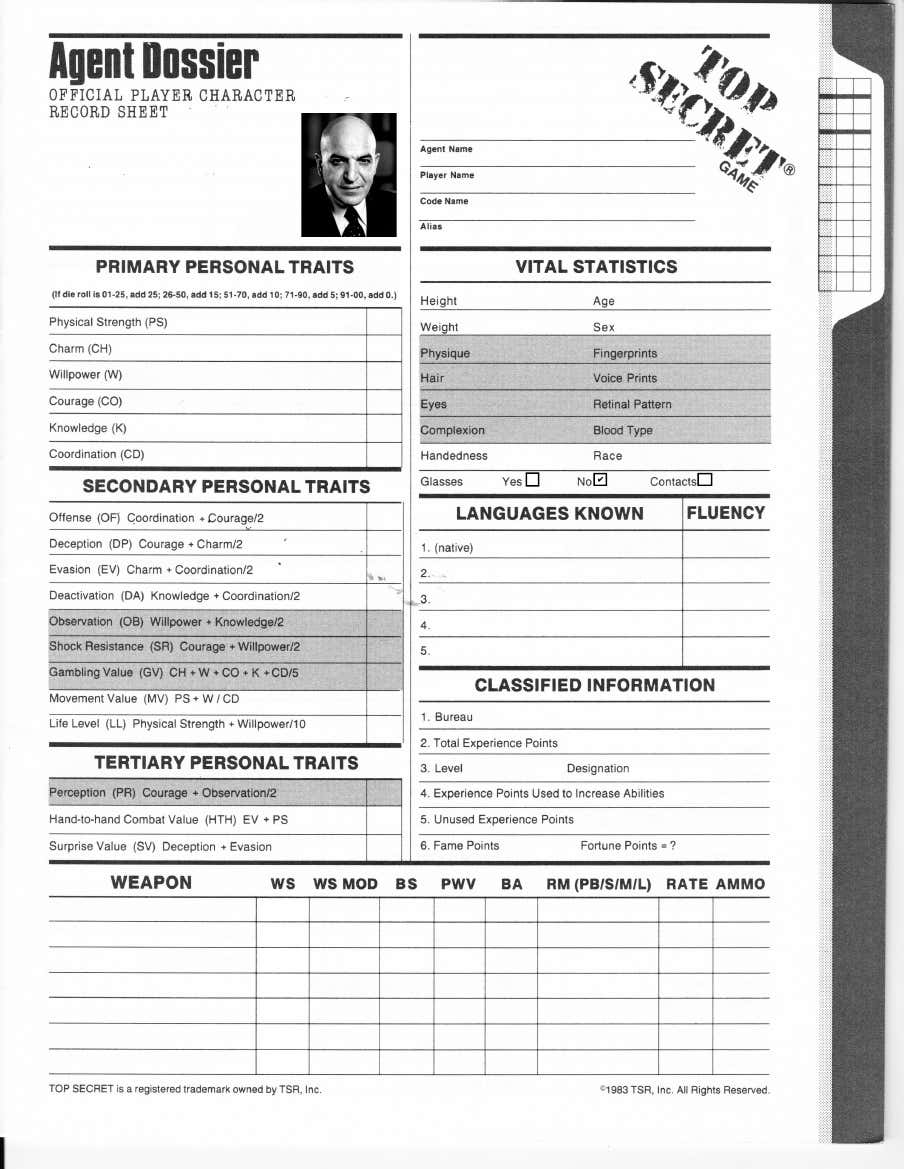 Agent Dossier
OFFICIAL PLAYER CHARACTER
RECORD SHEET
TOP
SECRET®
GAME
Agent Name
Player Name
Code Name
Alias
PRIMARY PERSONAL TRAITS
(If die roll is 01-25, add 25; 26-50, add 15; 51-70, add 10; 71-90, add 5; 91-00, add 0.)
Physical Strength (PS)
Charm (CH)
Willpower (W)
Courage (CO)
Knowledge (K)
Coordination (CD)
SECONDARY PERSONAL TRAITS
Offense (OF) Coordination + Courage/2
Deception (DP) Courage + Charm/2
Evasion (EV) Charm + Coordination/2
Deactivation (DA) Knowledge + Coordination/2
Observation (OB) Willpower + Knowledge/2
Shock Resistance (SR) Courage + Willpower/2
Gambling Value (GV) CH + W + CO + K + CD/5
Movement Value (MV) PS + W / CD
Life Level (LL) Physical Strength + Willpower/10
TERTIARY PERSONAL TRAITS
Perception (PR) Courage + Observation/2
Hand-to-hand Combat Value (HTH) EV + PS
Surprise Value (SV) Deception + Evasion
VITAL STATISTICS
Height Age
Weight Sex
Physique Fingerprints
Hair Voice Prints
Eyes Retinal Pattern
Complexion Blood Type
Handedness Race
Glasses Yes ☐ No ☑ Contacts ☐
LANGUAGES KNOWN FLUENCY
1. (native)
2.
3.
4.
5.
CLASSIFIED INFORMATION
1. Bureau
2. Total Experience Points
3. Level Designation
4. Experience Points Used to Increase Abilities
5. Unused Experience Points
6. Fame Points Fortune Points = ?
WEAPON WS WS MOD BS PWV BA RM (PB/S/M/L) RATE AMMO
TOP SECRET is a registered trademark owned by TSR, Inc. ©1983 TSR, Inc. All Rights Reserved.